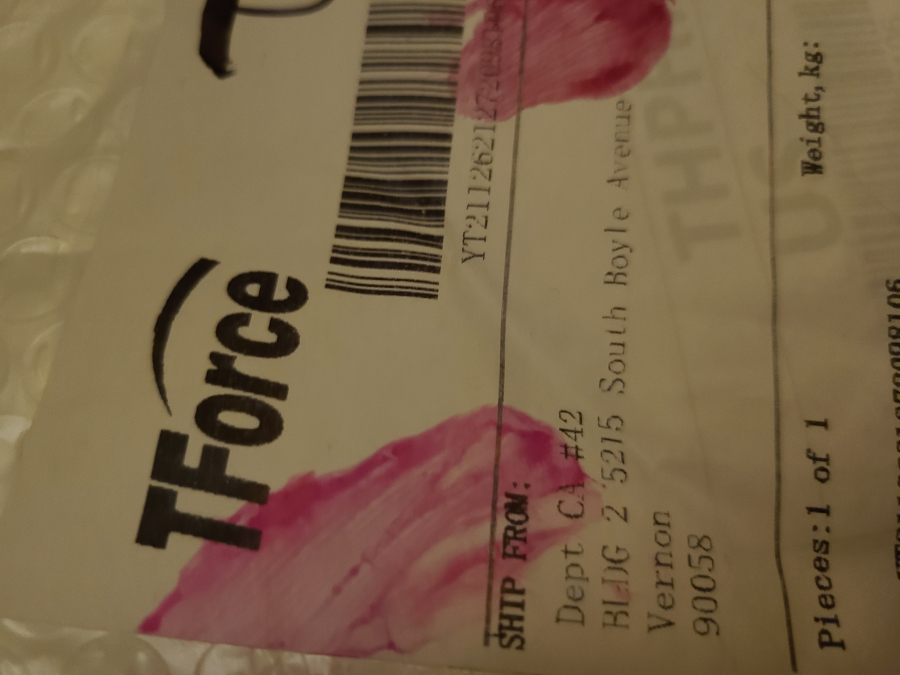 TForce
YT2112621272
SHIP FROM:
Dept CA #42
BLDG 2 5215 South Boyle Avenue
Vernon
90058
Pieces:1 of 1
Weight,kg: